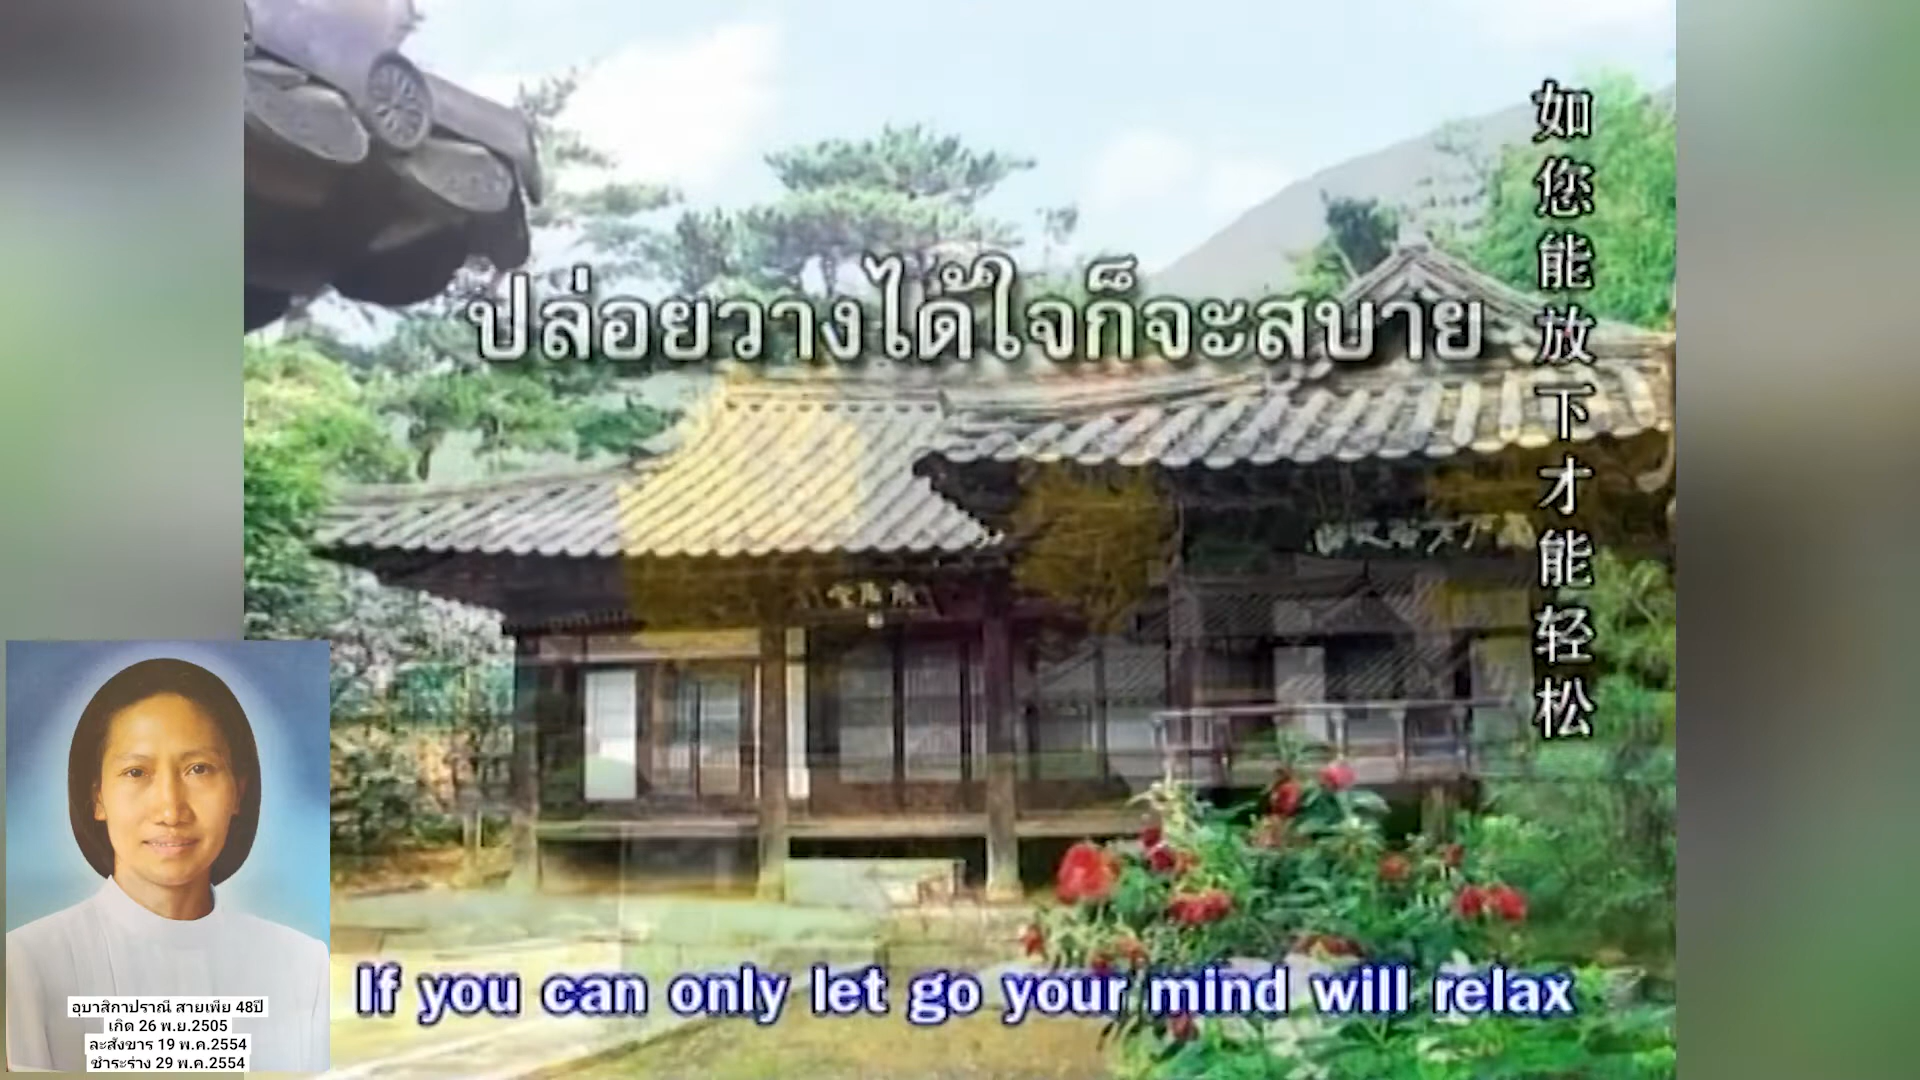 ปล่อยวางได้ใจก็จะสบาย
如您能放下才能轻松
If you can only let go your mind will relax
อุบาสิกาปราณี สายเพีย 48ปี
เกิด 26 พ.ย.2505
ละสังขาร 19 พ.ค.2554
ชำระร่าง 29 พ.ค.2554